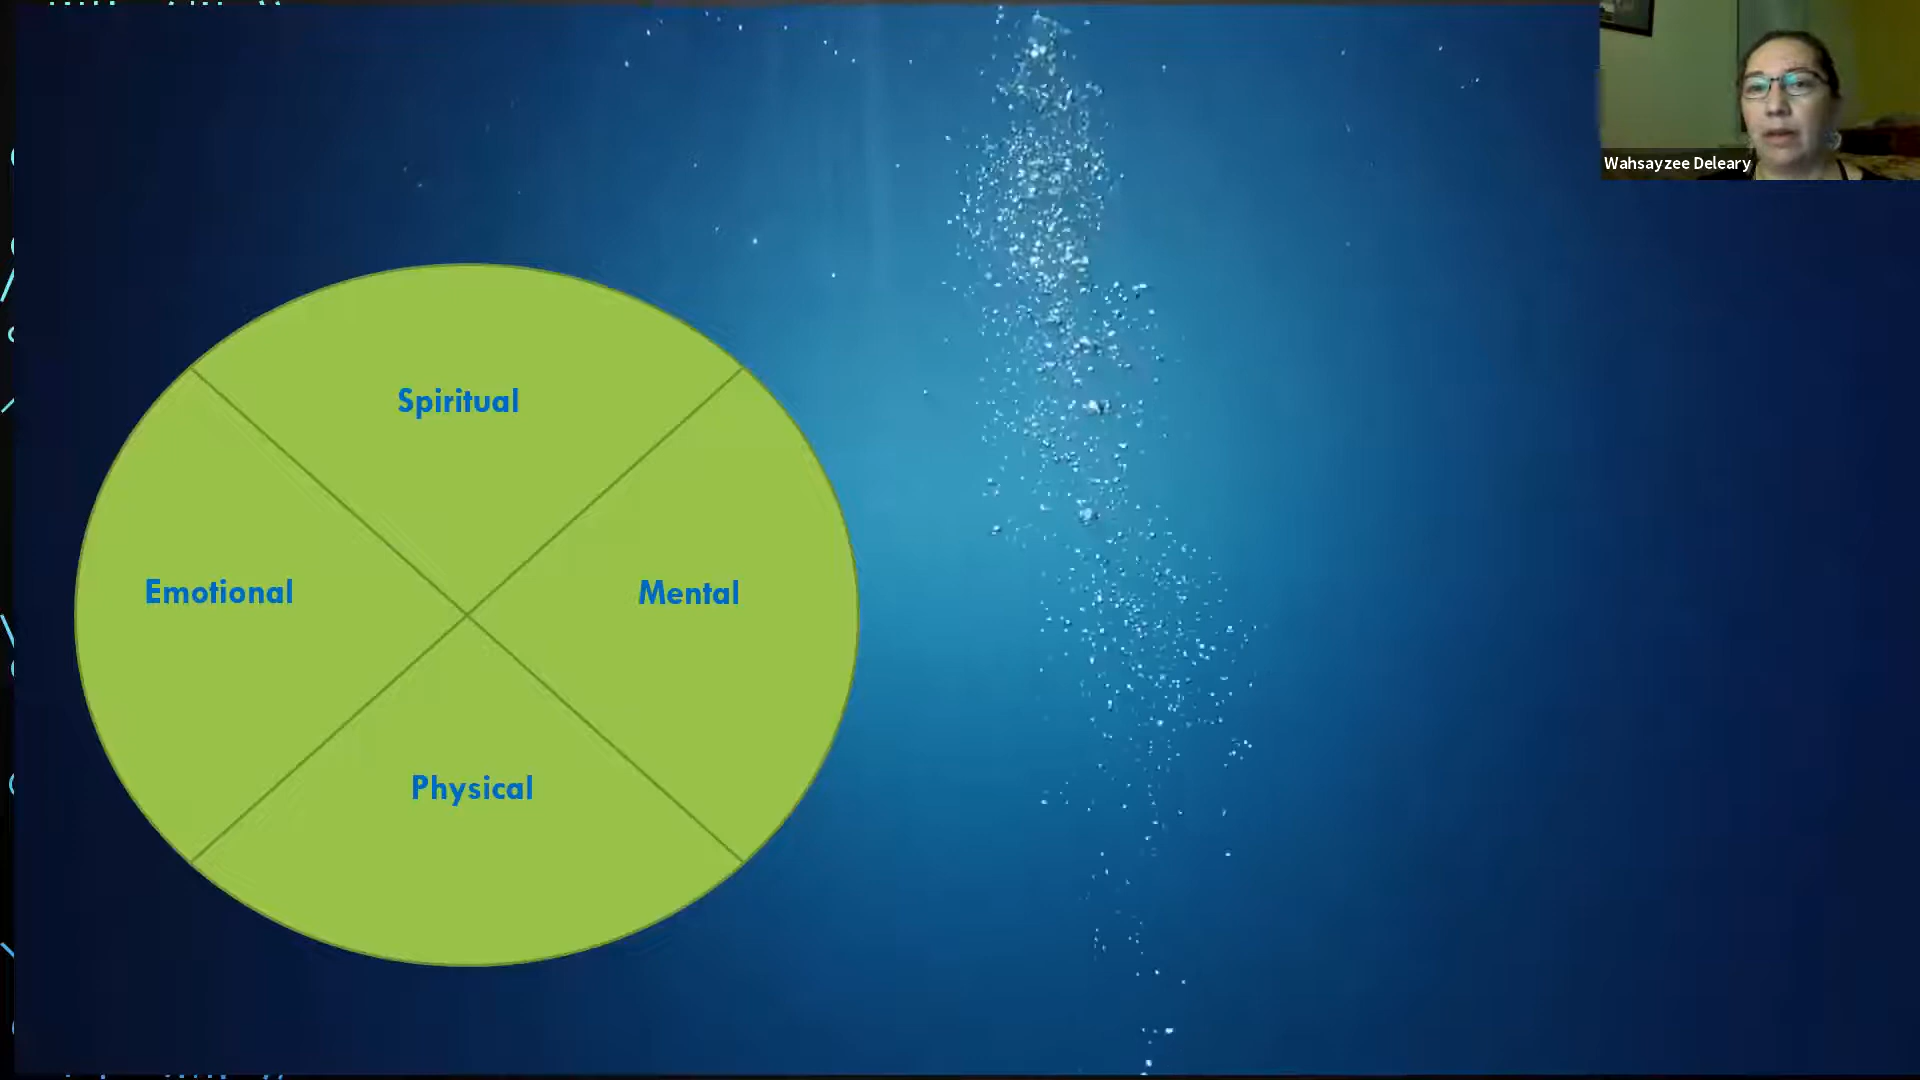 Wahsayzee Deleary
Spiritual
Emotional
Mental
Physical